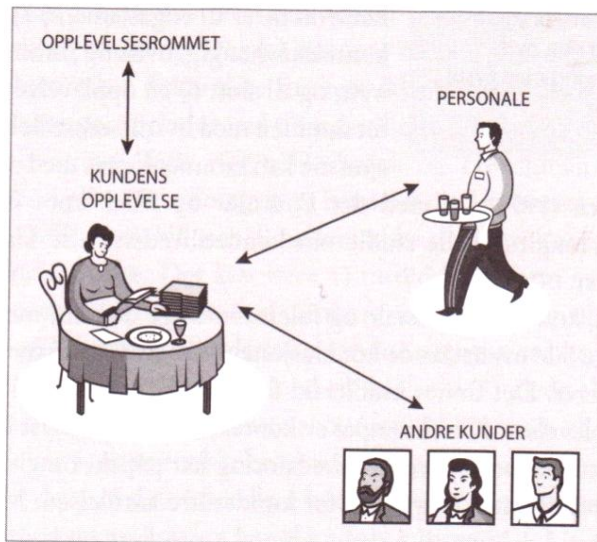 OPPLEVELSESROMMET
PERSONALE
KUNDENS
OPPLEVELSE
ANDRE KUNDER